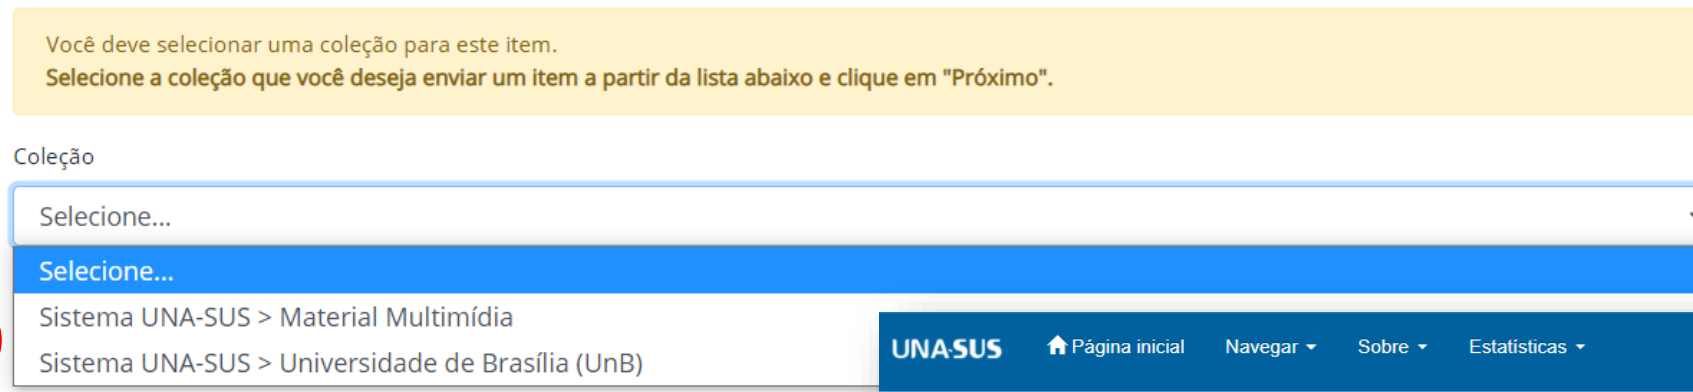 Você deve selecionar uma coleção para este item.
Selecione a coleção que você deseja enviar um item a partir da lista abaixo e clique em "Próximo".
Coleção
Selecione...
Selecione...
Sistema UNA-SUS > Material Multimídia
Sistema UNA-SUS > Universidade de Brasília (UnB)
UNA-SUS Página inicial Navegar Sobre Estatísticas